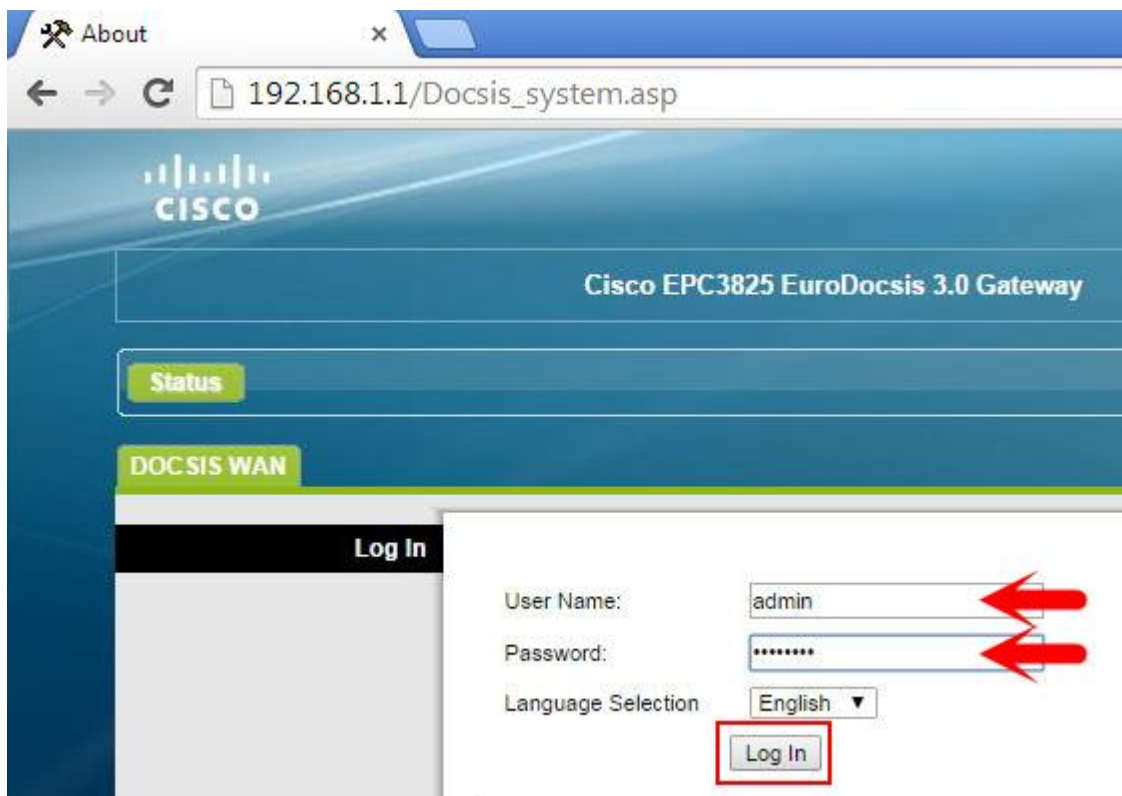 About
192.168.1.1/Docsis_system.asp
CISCO
Cisco EPC3825 EuroDocsis 3.0 Gateway
Status
DOCSIS WAN
Log In
User Name: admin
Password: ••••••••
Language Selection English
Log In